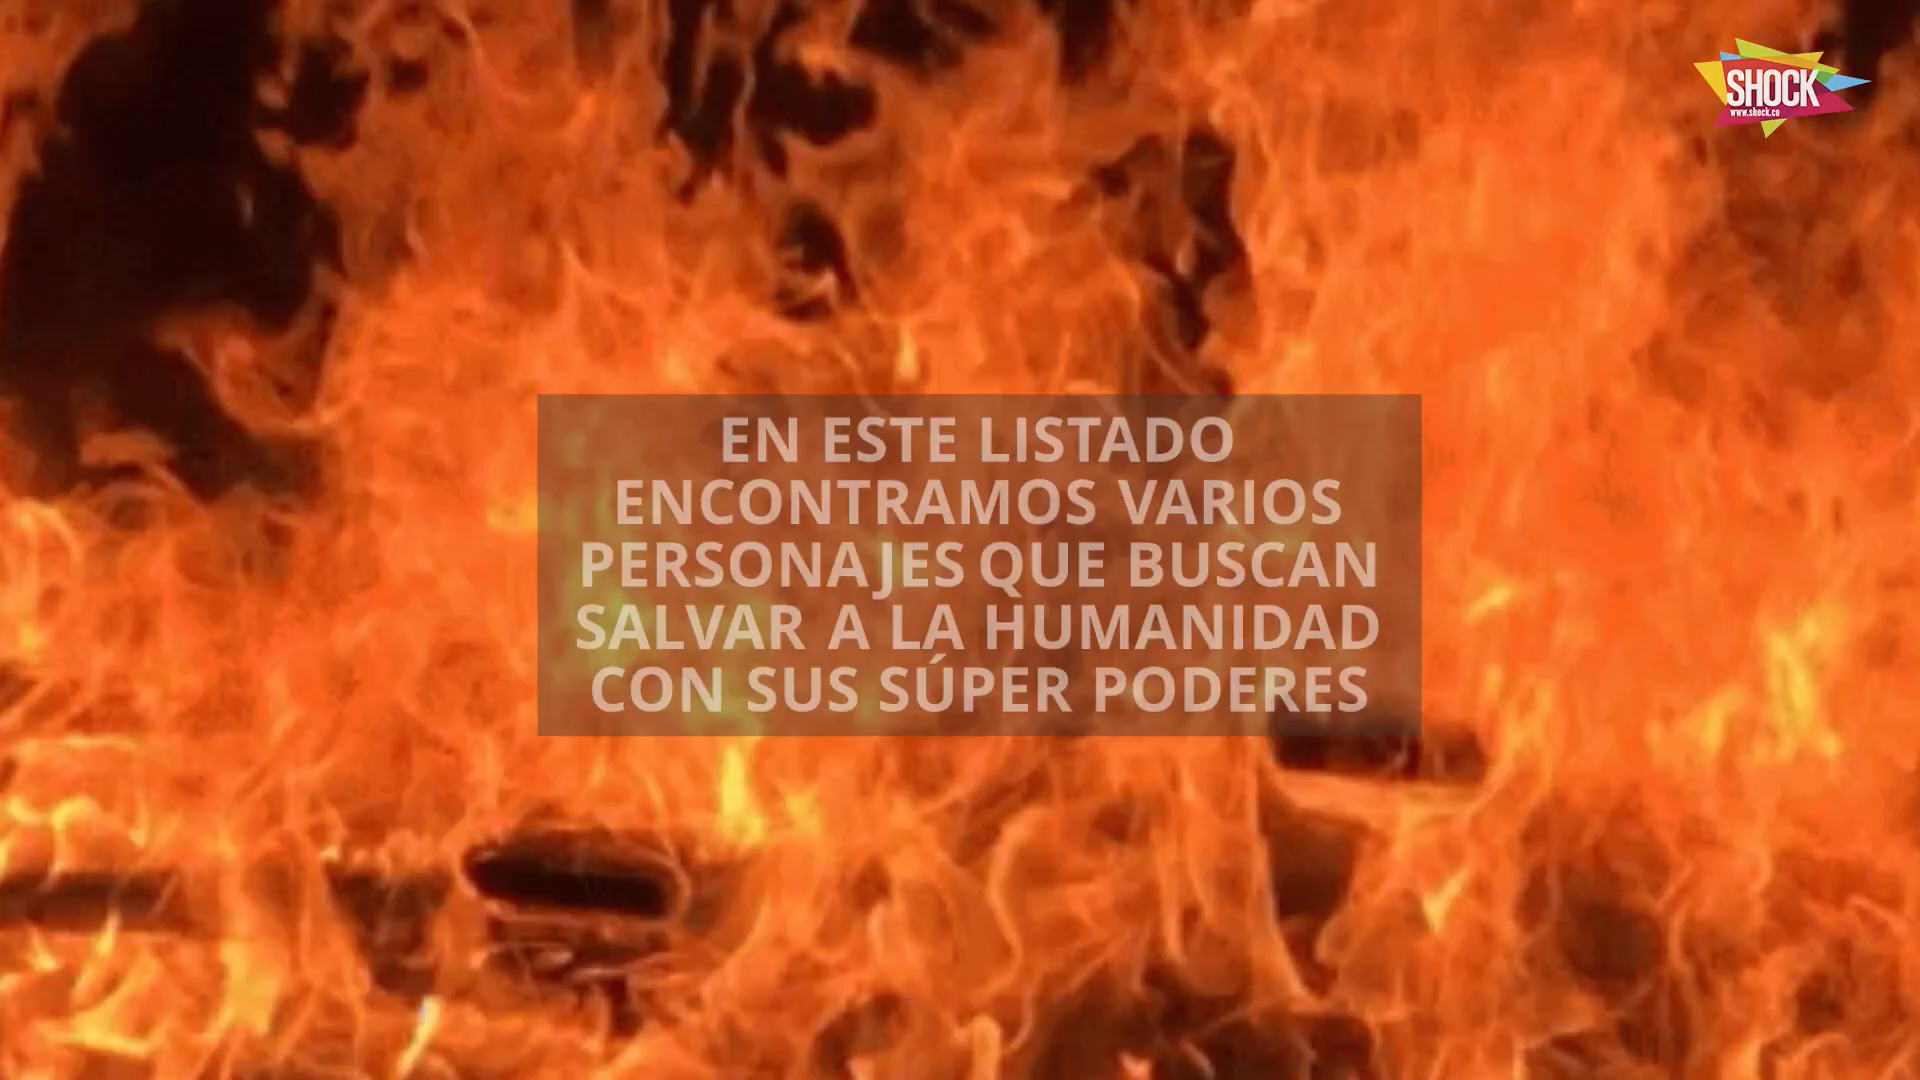 SHOCK
www.shock.co
EN ESTE LISTADO
ENCONTRAMOS VARIOS
PERSONAJES QUE BUSCAN
SALVAR A LA HUMANIDAD
CON SUS SÚPER PODERES